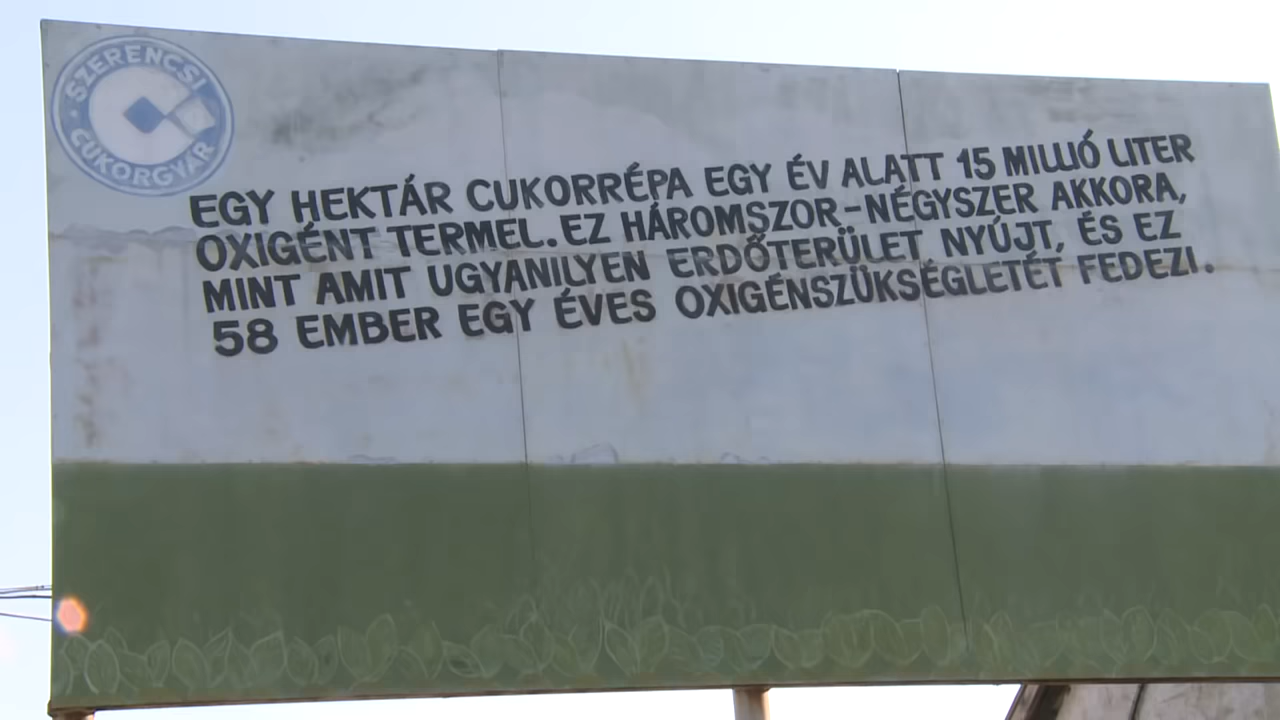 SZERENCSI
CUKORGYÁR
EGY HEKTÁR CUKORRÉPA EGY ÉV ALATT 15 MILLIÓ LITER
OXIGÉNT TERMEL. EZ HÁROMSZOR-NÉGYSZER AKKORA,
MINT AMIT UGYANILYEN ERDŐTERÜLET NYÚJT, ÉS EZ
58 EMBER EGY ÉVES OXIGÉNSZÜKSÉGLETÉT FEDEZI.